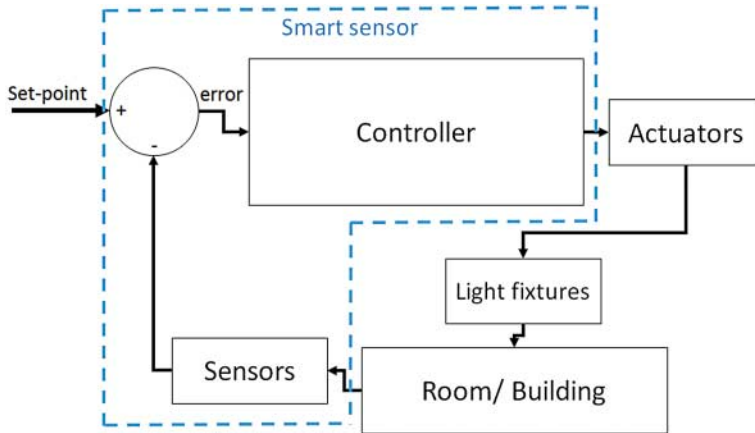 Smart sensor
Set-point
+
-
error
Controller
Actuators
Light fixtures
Sensors
Room/ Building